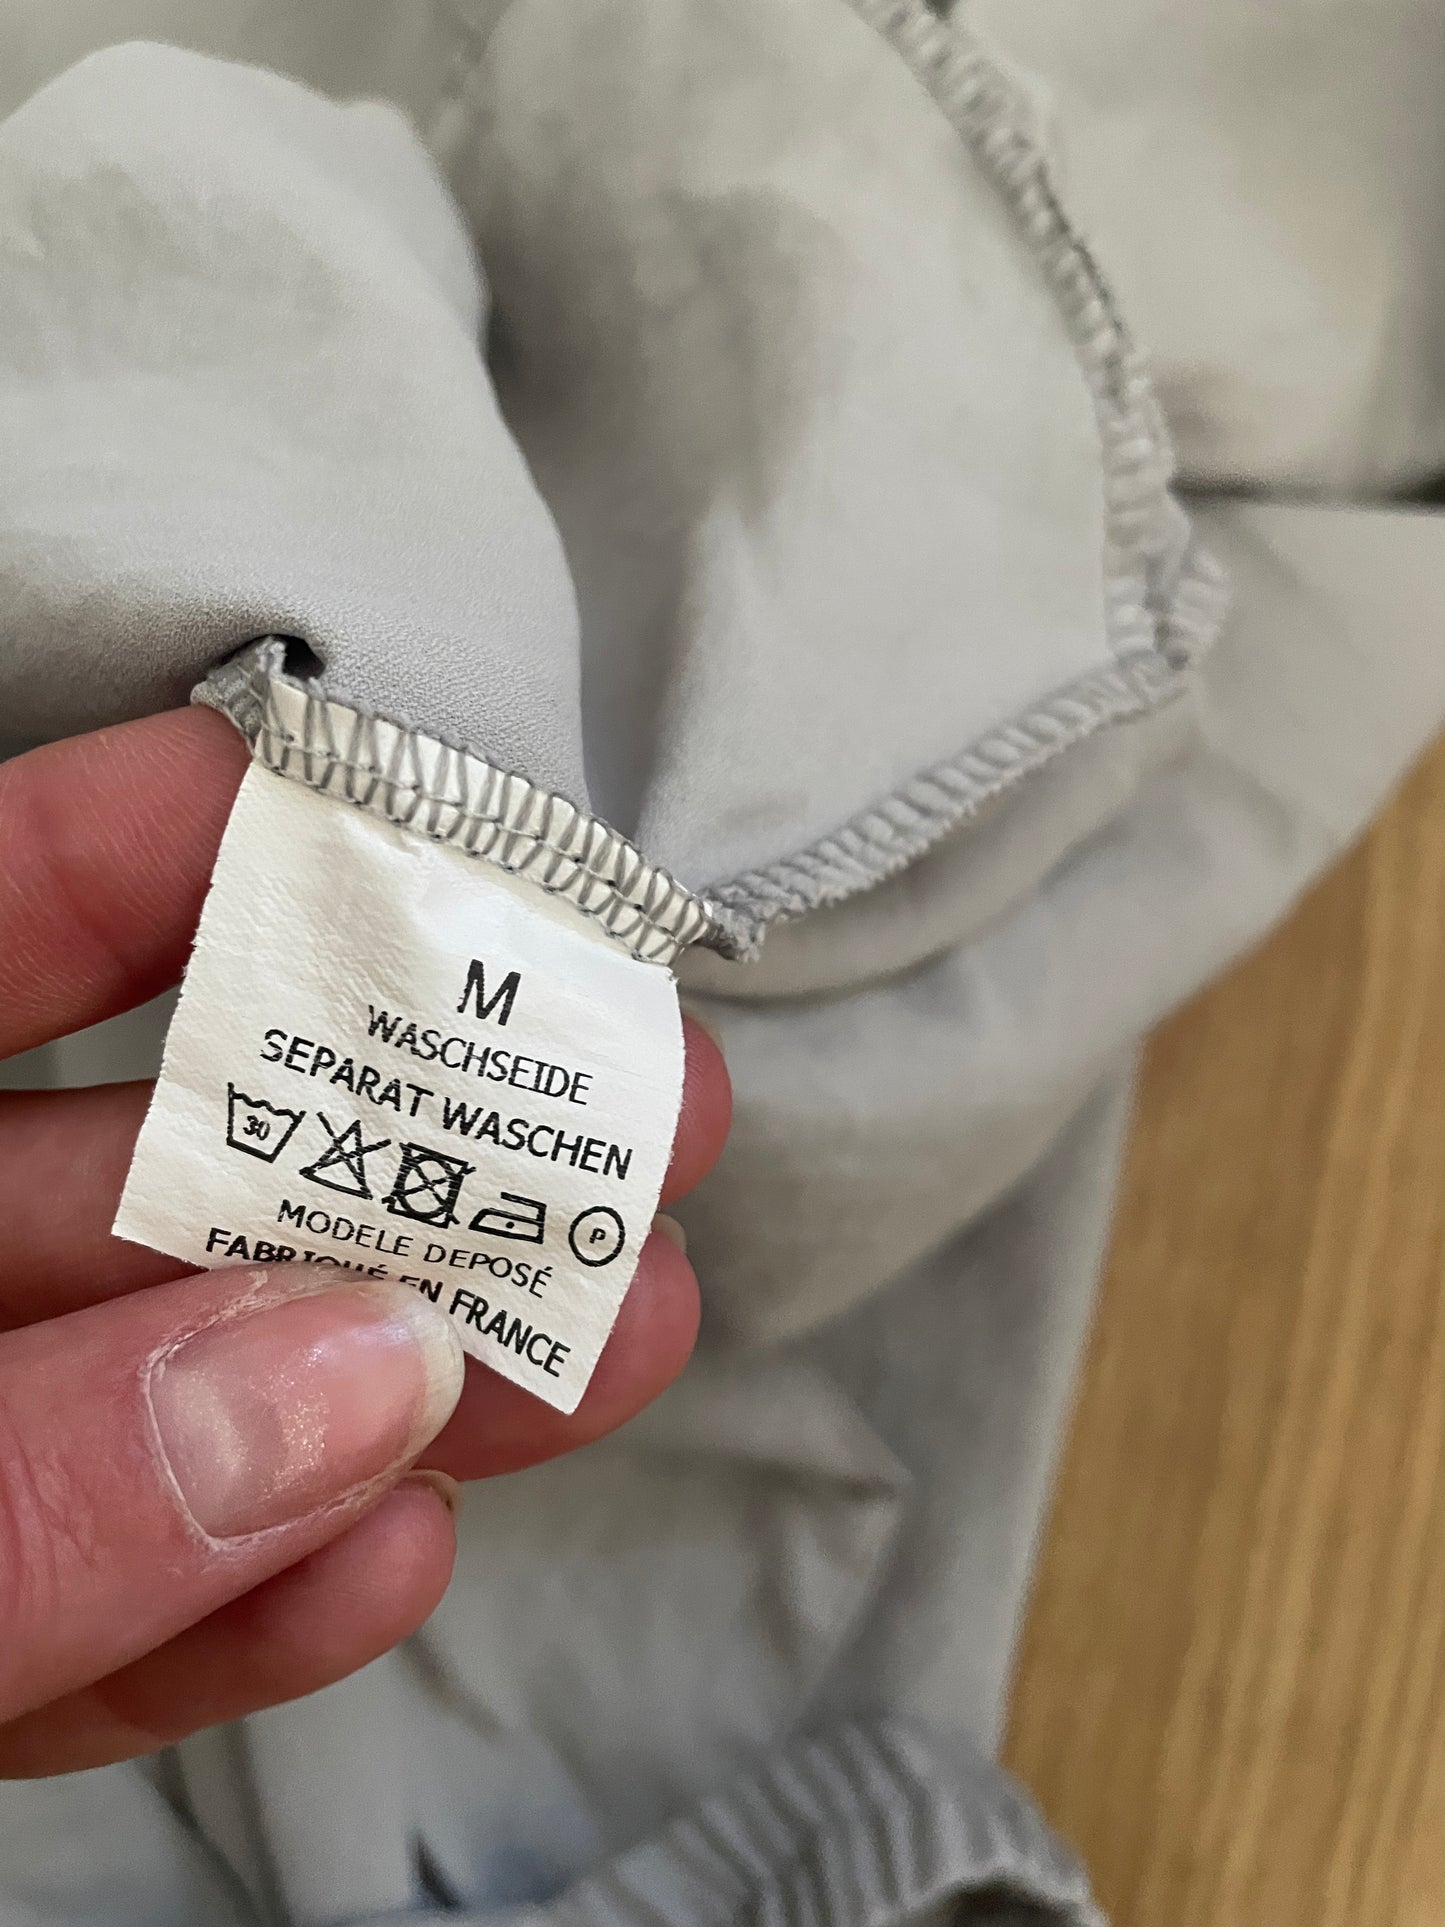 M
WASCHSEIDE
SEPARAT WASCHEN
30 P
MODELE DEPOSÉ
FABRIQUÉ EN FRANCE